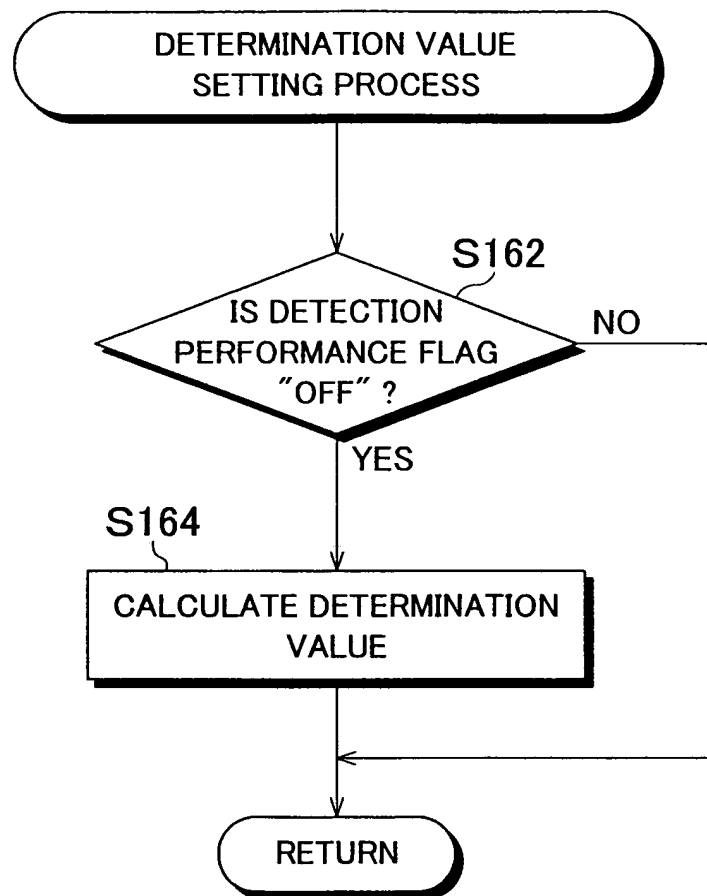 DETERMINATION VALUE
SETTING PROCESS
S162
IS DETECTION
PERFORMANCE FLAG
"OFF" ?
NO
YES
S164
CALCULATE DETERMINATION
VALUE
RETURN